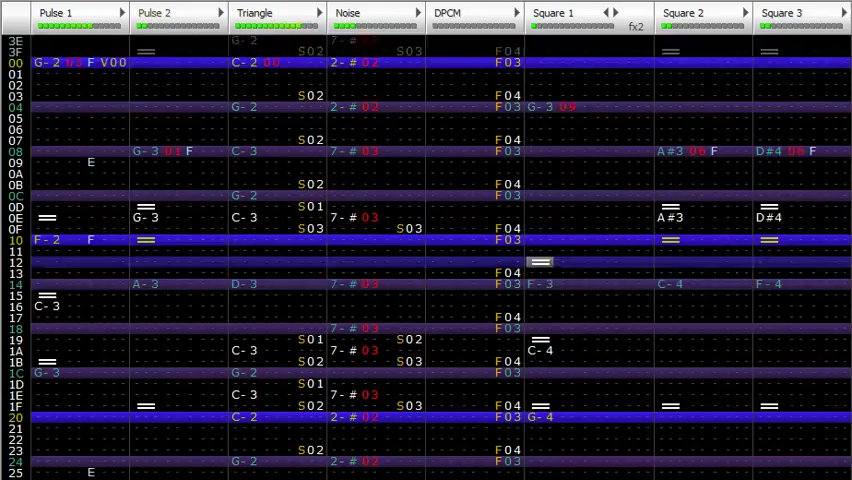 Pulse 1 Pulse 2 Triangle Noise DPCM Square 1 fx2 Square 2 Square 3
3E G-2 7-#
3F S02 S03 F04
00 G-2 03 F V00 C-2 00 2-# 02 F03
01
02
03 S02 F04
04 G-2 2-# 02 F03 G-3 09
05
06
07 S02 F04
08 G-3 01 F C-3 7-# 03 F03 A#3 06 F D#4 06 F
09 E
0A
0B S02 F04
0C G-2 F03
0D S01
0E G-3 C-3 7-# 03 A#3 D#4
0F S03 S03 F04
10 F-2 F F03
11
12
13 F04
14 A-3 D-3 7-# 03 F03 F-3 C-4 F-4
15
16 C-3
17 F04
18 7-# 03 F03
19 S01 S02
1A C-3 7-# 03 C-4
1B S02 S03 F04
1C G-3 G-2 F03
1D S01
1E C-3 7-# 03
1F S02 S03 F04
20 C-2 2-# 02 F03 G-4
21
22
23 S02 F04
24 G-2 2-# 02 F03
25 E